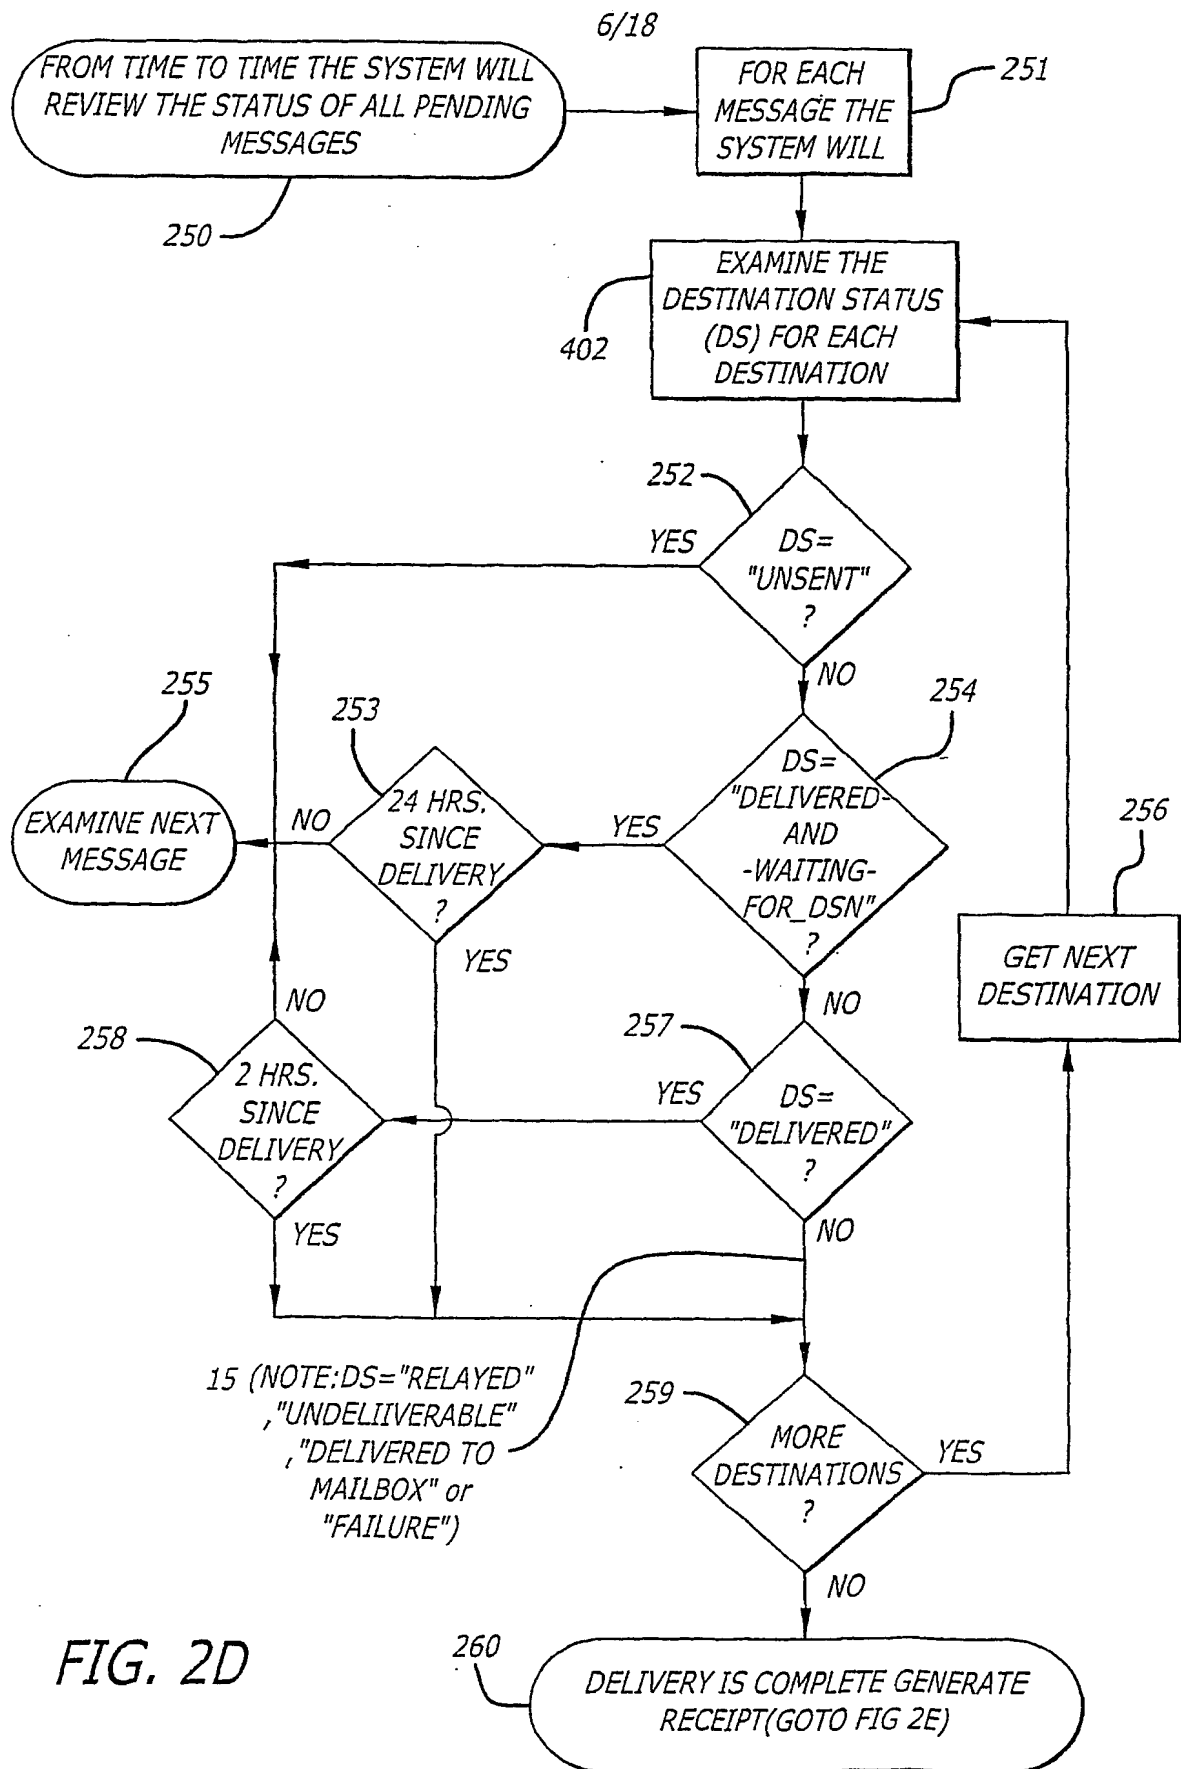 6/18
FROM TIME TO TIME THE SYSTEM WILL
REVIEW THE STATUS OF ALL PENDING
MESSAGES
250
FOR EACH
MESSAGE THE
SYSTEM WILL
251
EXAMINE THE
DESTINATION STATUS
(DS) FOR EACH
DESTINATION
402
252
YES
DS=
"UNSENT"
?
NO
255
253
254
EXAMINE NEXT
MESSAGE
NO
24 HRS.
SINCE
DELIVERY
?
YES
YES
DS=
"DELIVERED-
AND
-WAITING-
FOR_DSN"
?
NO
256
GET NEXT
DESTINATION
NO
258
2 HRS.
SINCE
DELIVERY
?
YES
257
YES
DS=
"DELIVERED"
?
NO
15 (NOTE:DS="RELAYED"
,"UNDELIIVERABLE"
,"DELIVERED TO
MAILBOX" or
"FAILURE")
259
MORE
DESTINATIONS
?
YES
NO
260
DELIVERY IS COMPLETE GENERATE
RECEIPT(GOTO FIG 2E)
FIG. 2D